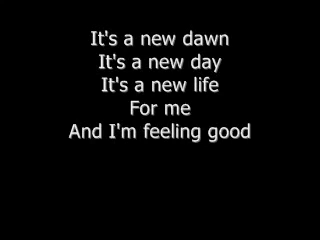 It's a new dawn
It's a new day
It's a new life
For me
And I'm feeling good